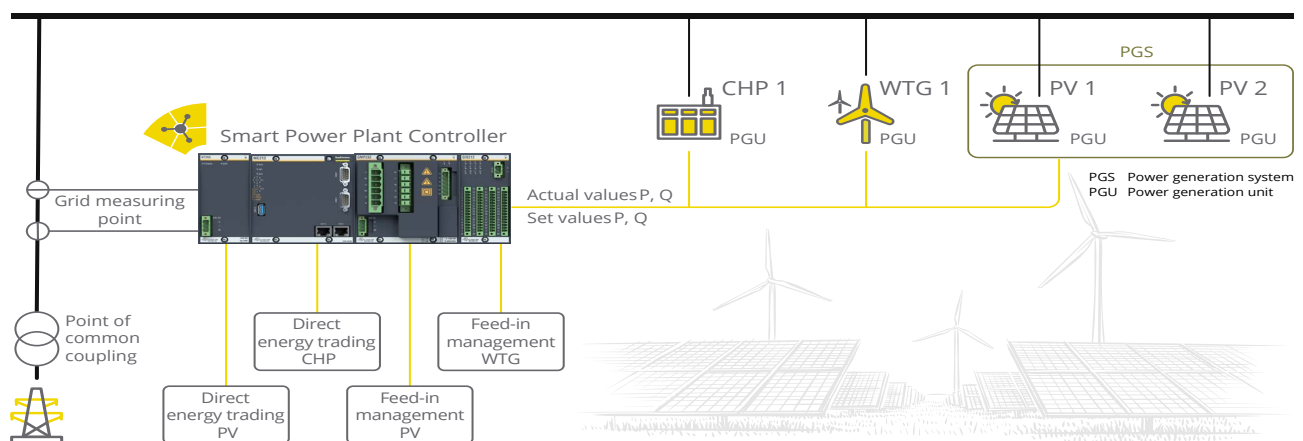 PGS
CHP 1
PGU
WTG 1
PGU
PV 1
PGU
PV 2
PGU
Smart Power Plant Controller
PGS Power generation system
PGU Power generation unit
Grid measuring
point
Actual values P, Q
Set values P, Q
Point of
common
coupling
Direct
energy trading
CHP
Feed-in
management
WTG
Direct
energy trading
PV
Feed-in
management
PV